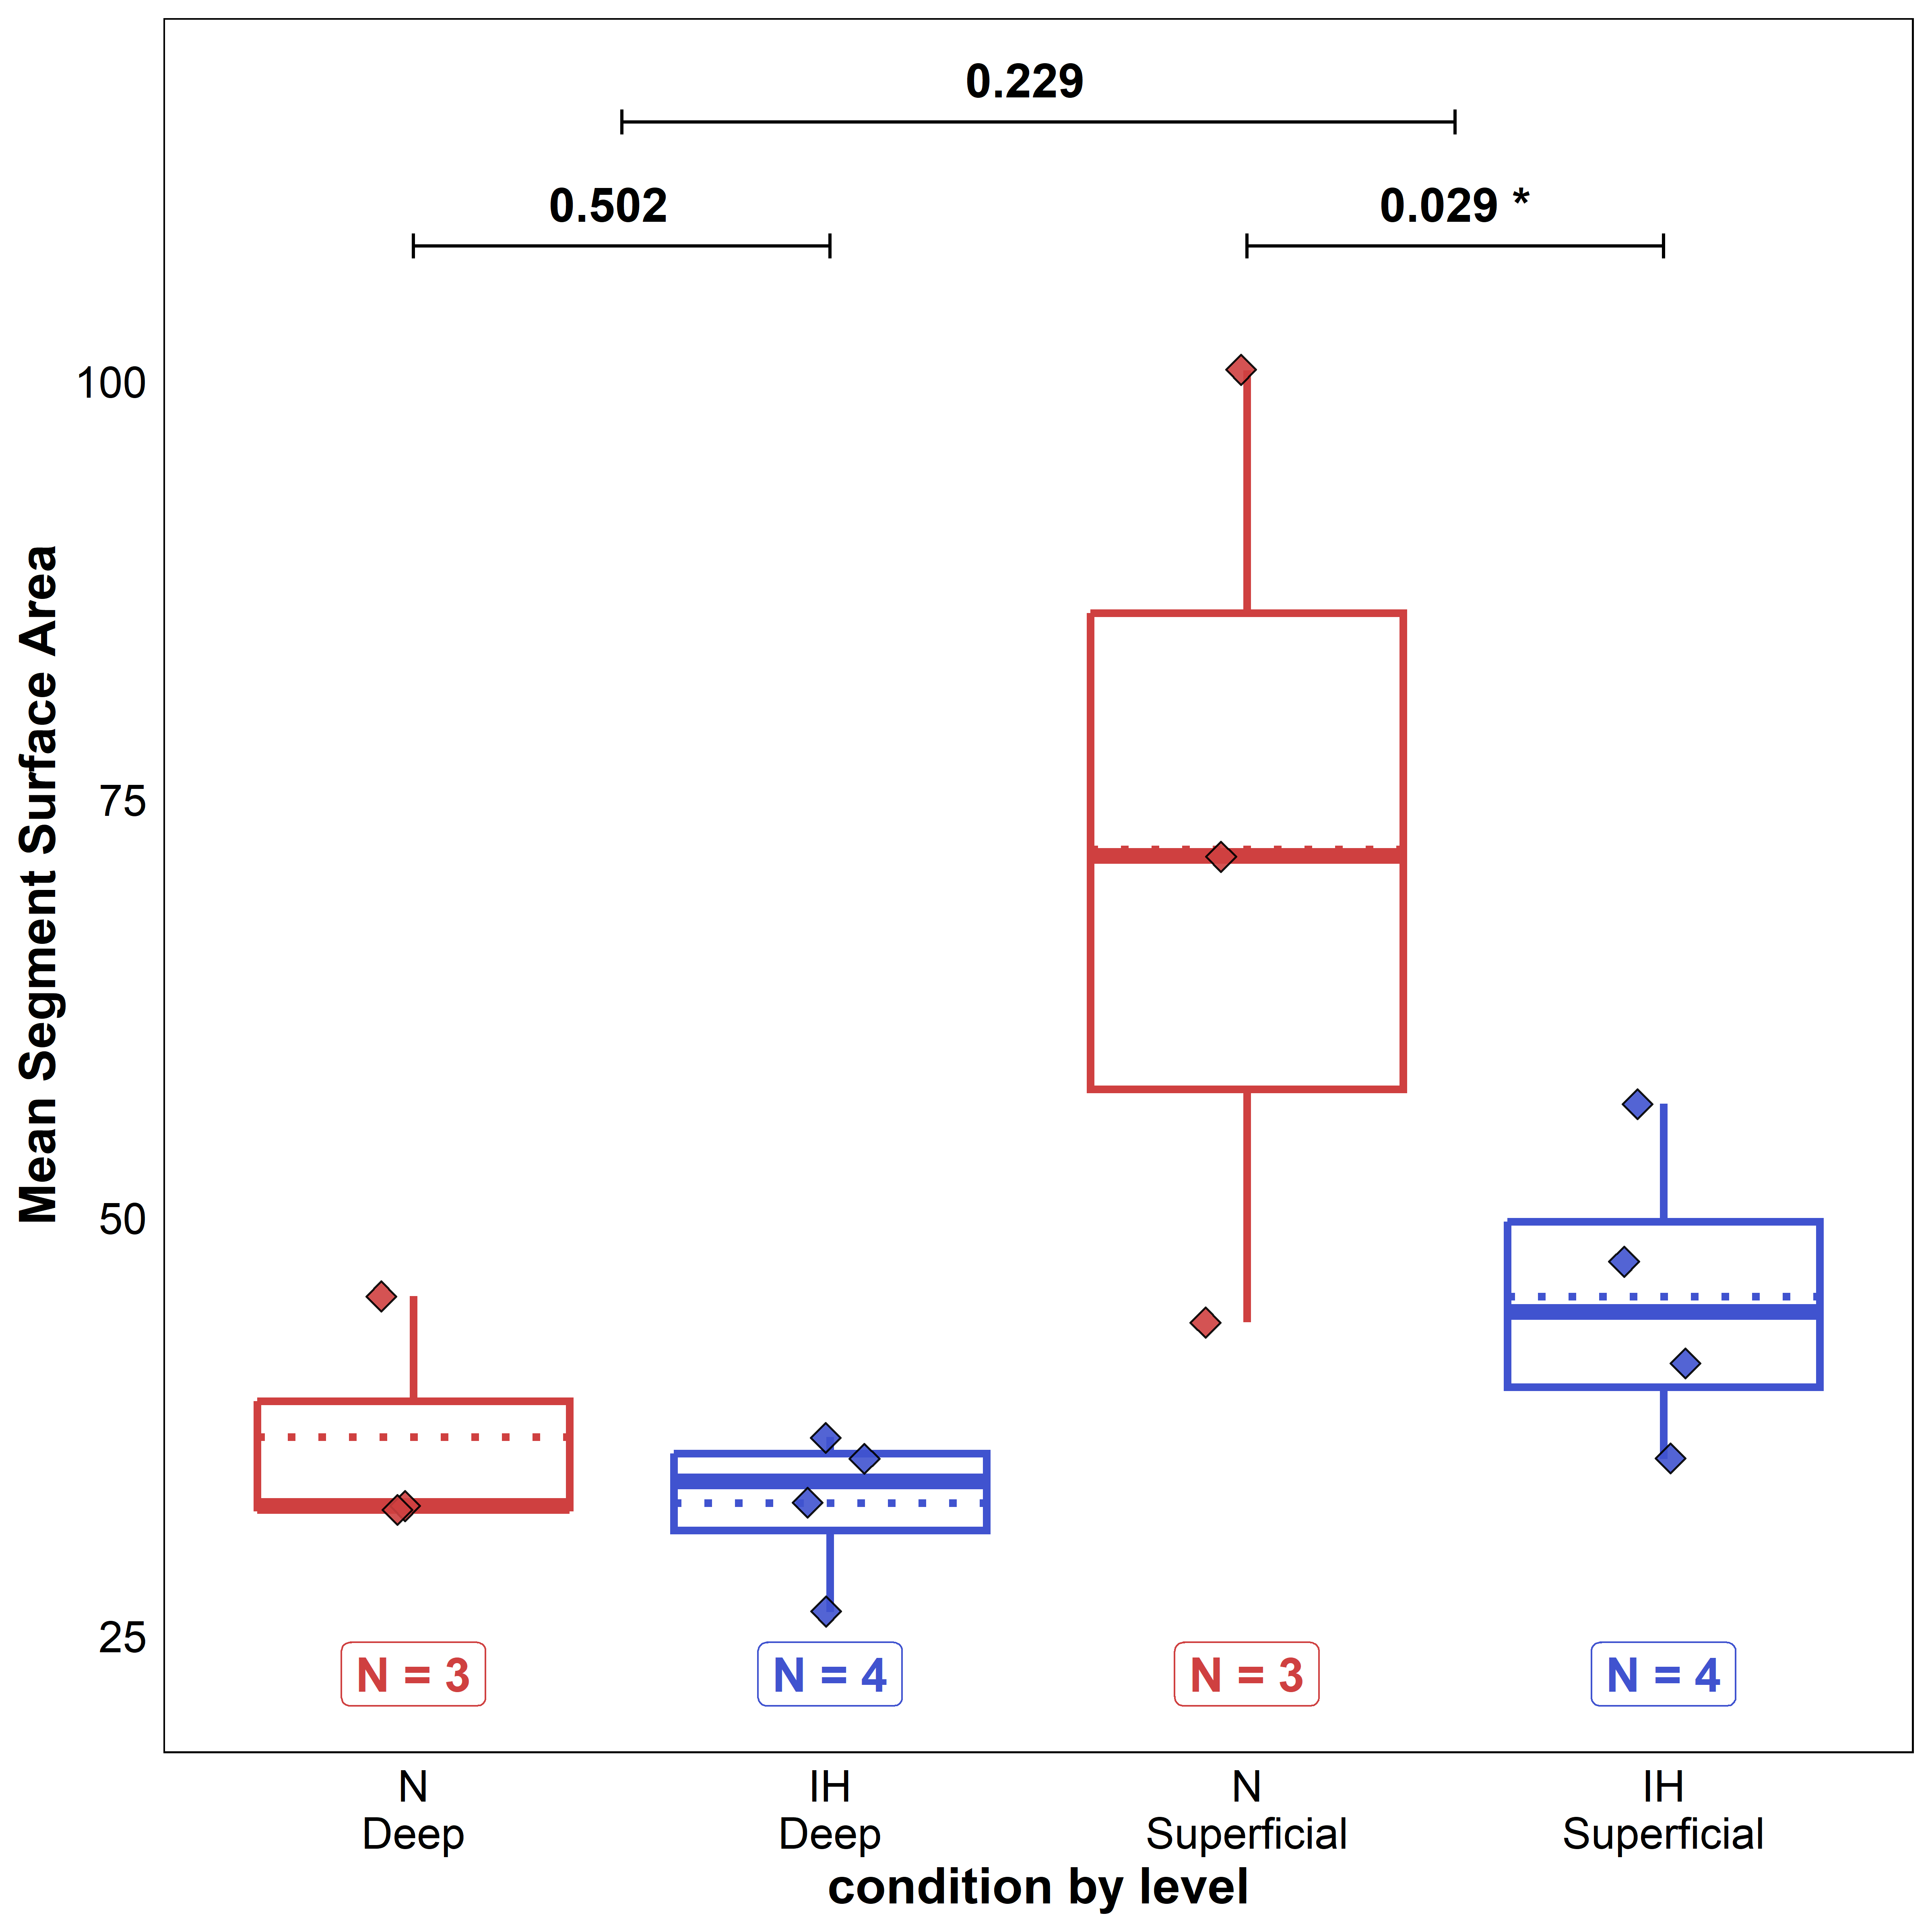 0.229
0.502
0.029 *
Mean Segment Surface Area
100
75
50
25
N = 3
N = 4
N = 3
N = 4
N
Deep
IH
Deep
N
Superficial
IH
Superficial
condition by level